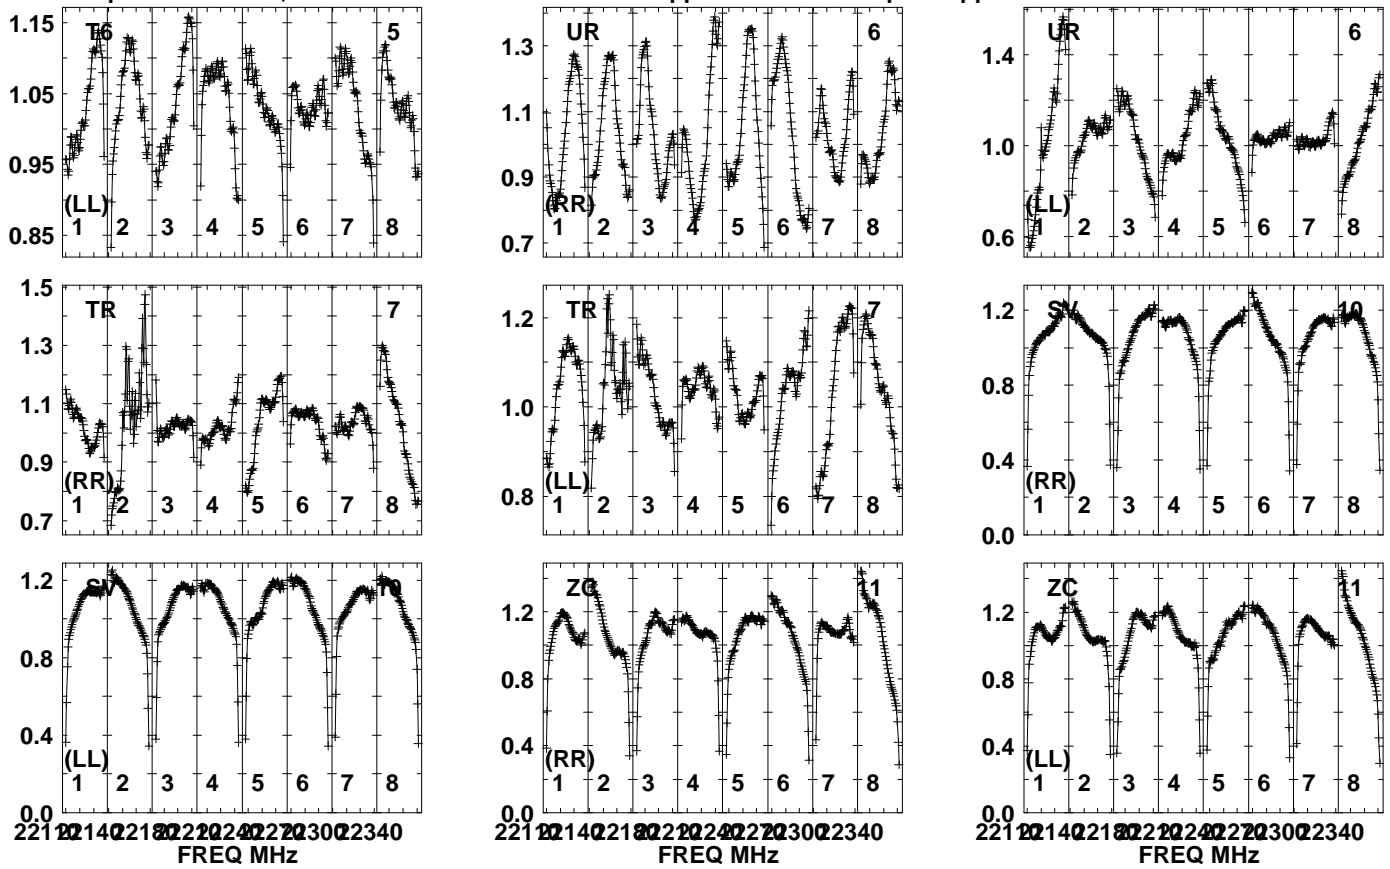 1.15 T6 5
1.05
0.95
(LL)
0.85 1 2 3 4 5 6 7 8
1.3 UR 6
1.1
0.9
(RR)
0.7 1 2 3 4 5 6 7 8
UR 6
1.4
1.0
(LL)
0.6 1 2 3 4 5 6 7 8
1.5
TR 7
1.3
1.1
0.9
(RR)
1 2 3 4 5 6 7 8
0.7
TR 7
1.2
1.0
0.8 (LL)
1 2 3 4 5 6 7 8
SV 10
1.2
0.8
0.4 (RR)
1 2 3 4 5 6 7 8
0.0
1.2 SV 10
0.8
0.4
(LL)
1 2 3 4 5 6 7 8
0.0
FREQ MHz
ZC 11
1.2
0.8
0.4 (RR)
1 2 3 4 5 6 7 8
0.0
ZC 11
1.2
0.8
0.4 (LL)
1 2 3 4 5 6 7 8
0.0
FREQ MHz